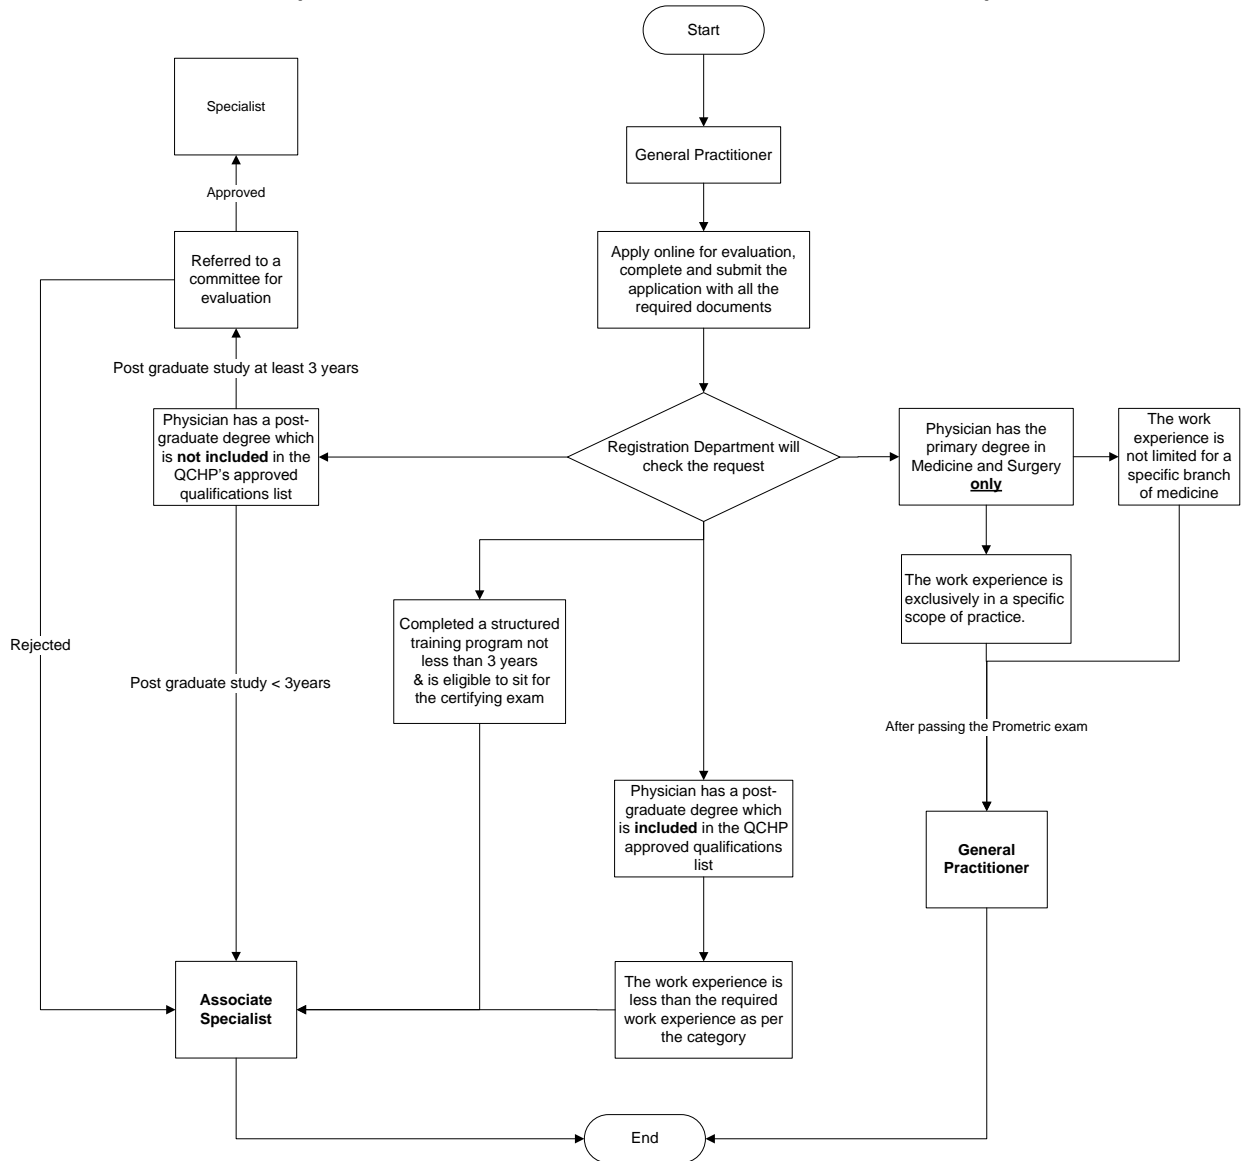 Start
Specialist
General Practitioner
Approved
Referred to a
committee for
evaluation
Apply online for evaluation,
complete and submit the
application with all the
required documents
Post graduate study at least 3 years
Physician has a post-
graduate degree which
is not included in the
QCHP's approved
qualifications list
Registration Department will
check the request
Physician has the
primary degree in
Medicine and Surgery
only
The work
experience is
not limited for a
specific branch
of medicine
The work experience is
exclusively in a specific
scope of practice.
Completed a structured
training program not
less than 3 years
& is eligible to sit for
the certifying exam
Rejected
Post graduate study < 3years
After passing the Prometric exam
Physician has a post-
graduate degree which
is included in the QCHP
approved qualifications
list
General
Practitioner
Associate
Specialist
The work experience is
less than the required
work experience as per
the category
End